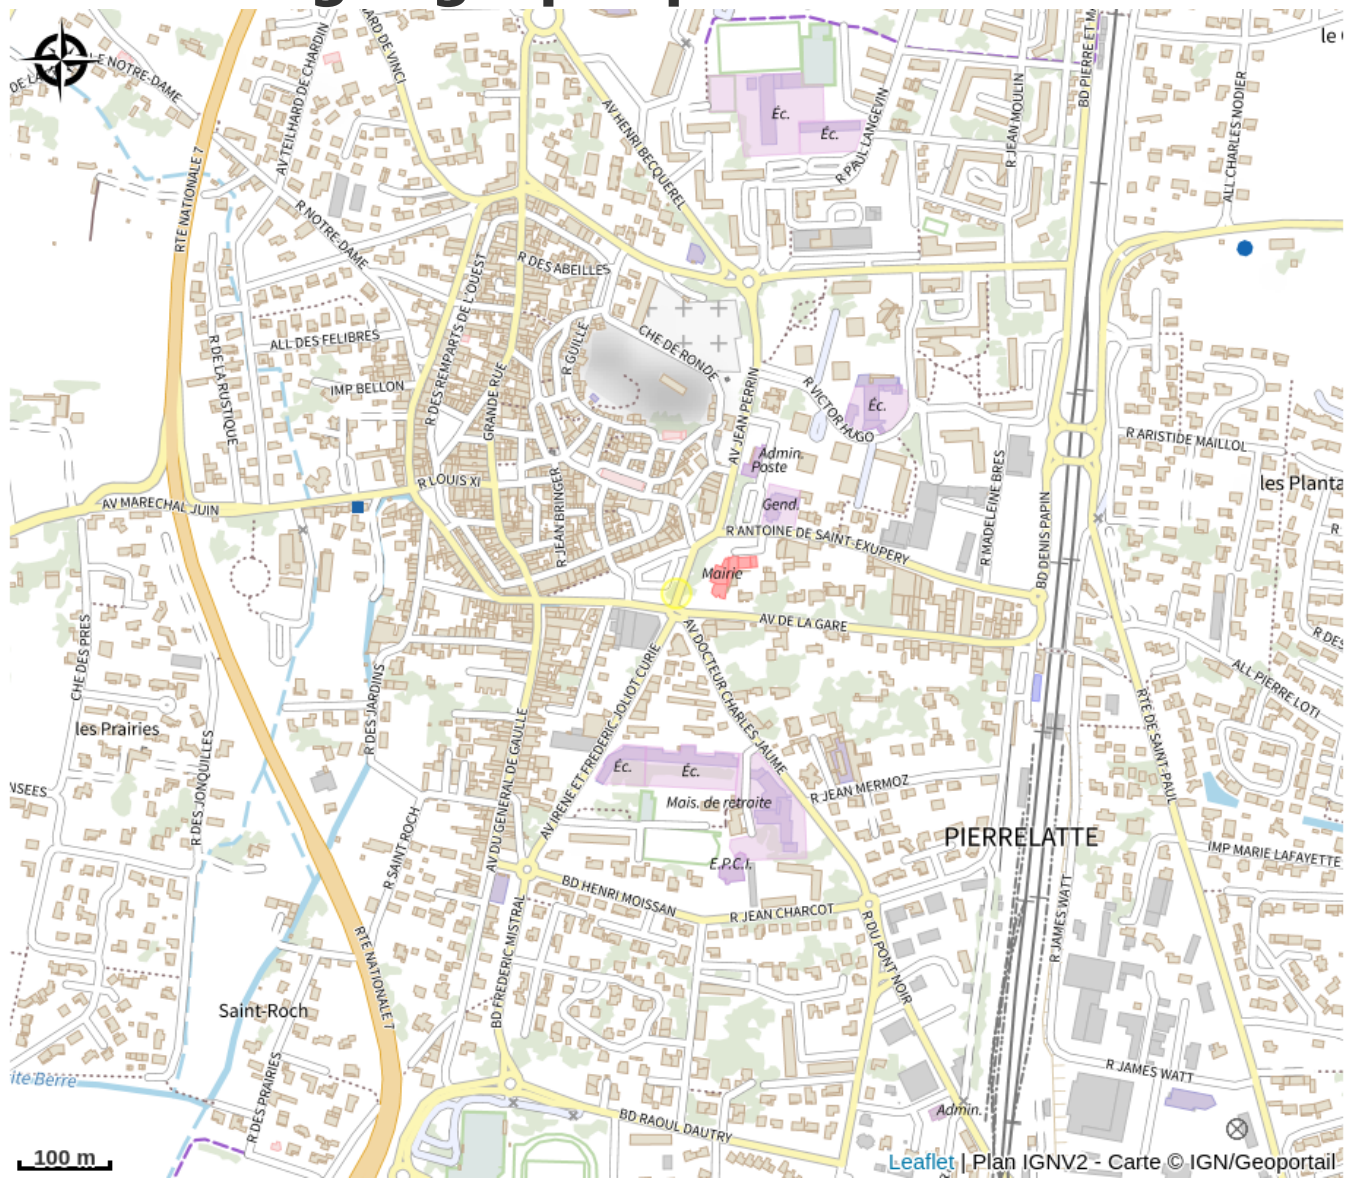 le
LE NOTRE-DAME
AV TEILHARD DE CHARDIN
ARD DE VINCI
AV HENRI BECQUEREL
Éc.
Éc.
R PAUL LANGEVIN
R JEAN MOULIN
BD PIERRE ET M
ALL CHARLES NODIER
RTE NATIONALE 7
R NOTRE-DAME
R DES ABEILLES
R DES REMPARTS DE L'OUEST
R GUILLE
CHE DE RONDE
ALL DES FELIBRES
R DE LA RUSTIQUE
IMP BELLON
GRANDE RUE
AV JEAN PERRIN
R VICTOR HUGO
Éc.
R ARISTIDE MAILLOL
Admin.
Poste
R LOUIS XI
les Planta
AV MARECHAL JUIN
R JEAN BRINGER
Gend.
R MADELEINE BRES
BD DENIS PAPIN
R
R ANTOINE DE SAINT-EXUPERY
Mairie
AV DE LA GARE
CHE DES PRES
R DES JARDINS
AV DOCTEUR CHARLES JAUME
R DES
ALL PIERRE LOTI
RTE DE SAINT-PAUL
les Prairies
AV IRENE ET FREDERIC JOLIOT CURIE
AV DU GENERAL DE GAULLE
R DES JONQUILLES
Éc.
Éc.
NSEES
Mais. de retraite
R JEAN MERMOZ
PIERRELATTE
R SAINT ROCH
E.P.C.I.
IMP MARIE LAFAYETTE
BD HENRI MOISSAN
R JEAN CHARCOT
R JAMES WATT
RTE NATIONALE 7
BD FREDERIC MISTRAL
R DU PONT NOIR
Saint-Roch
R JAMES WATT
ite Berre
R DES PRAIRIES
BD RAOUL DAUTRY
Admin.
100 m
Leaflet | Plan IGNV2 - Carte © IGN/Geoportail